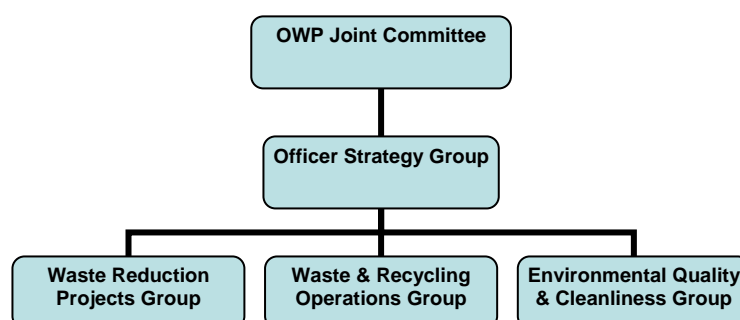 OWP Joint Committee
Officer Strategy Group
Waste Reduction
Projects Group
Waste & Recycling
Operations Group
Environmental Quality
& Cleanliness Group